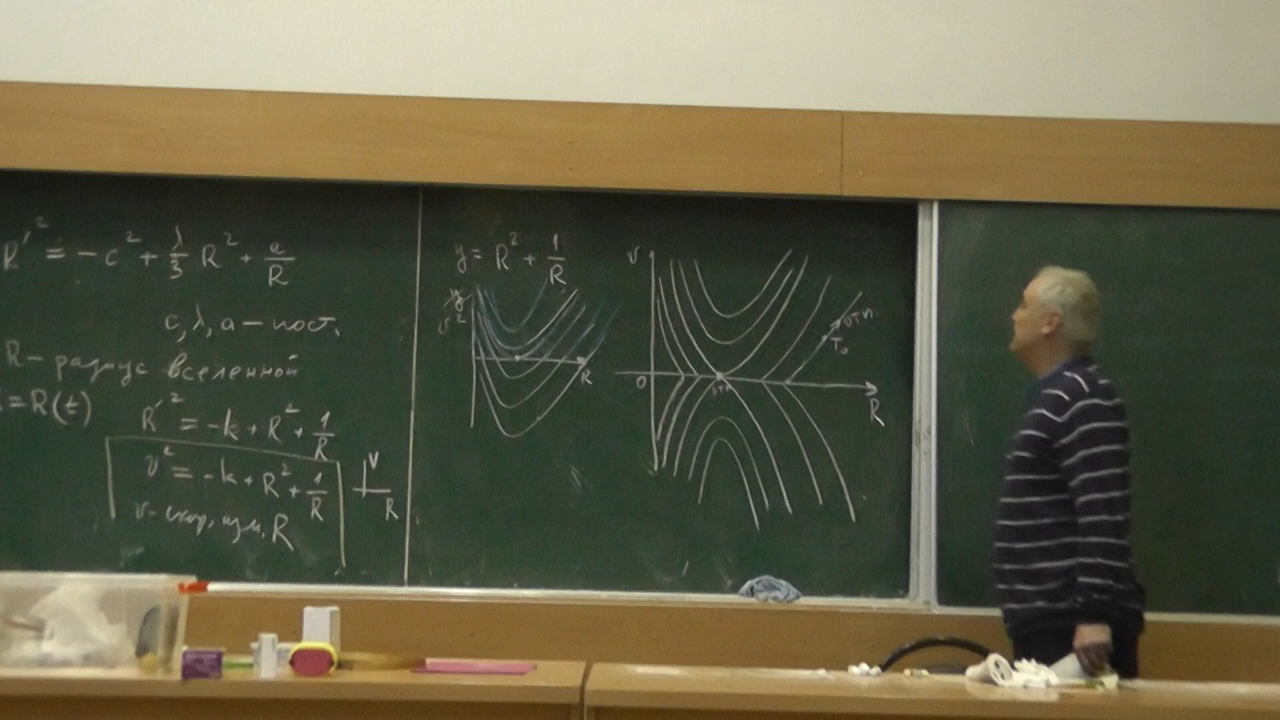 R'² = -c² + λ/3 R² + a/R
c, λ, a - пост.
R - радиус вселенной
= R(t)
R'² = -k + R² + 1/R
v² = -k + R² + 1/R
v - скор. изм. R
V
R
y = R² + 1/R
v²
R
v
0
R
T₀